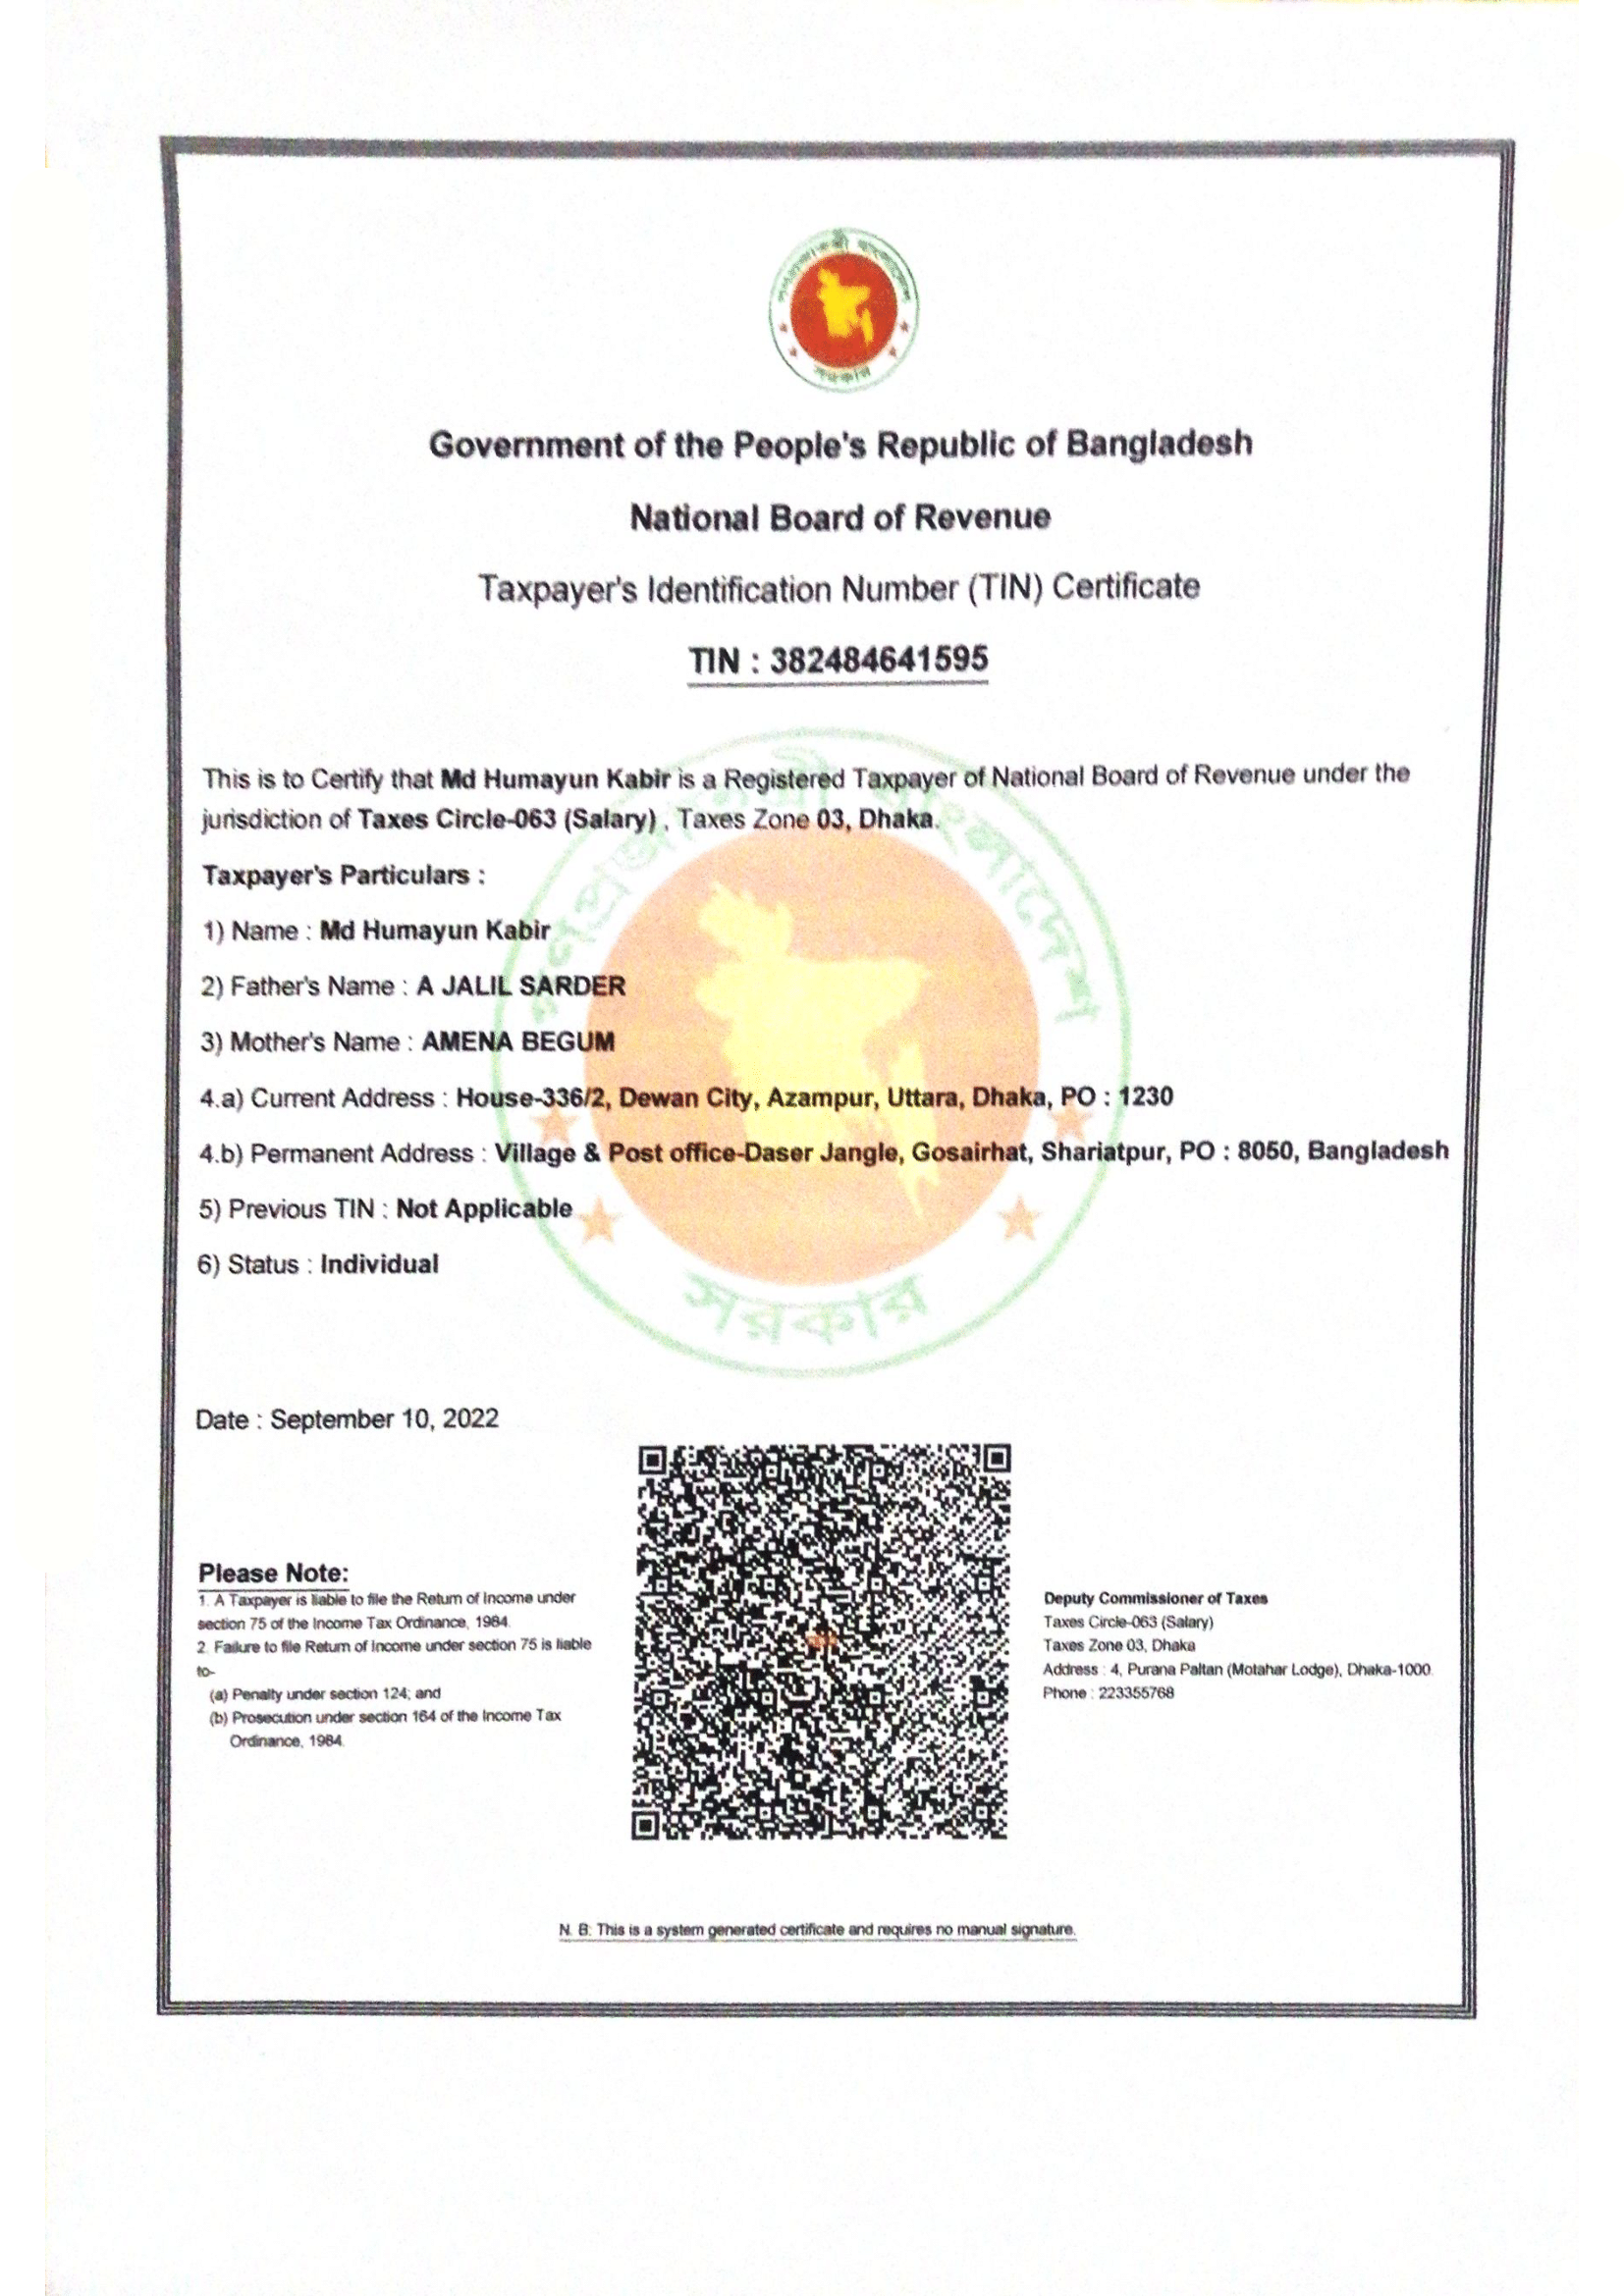 গণপ্রজাতন্ত্রী বাংলাদেশ
সরকার
Government of the People's Republic of Bangladesh
National Board of Revenue
Taxpayer's Identification Number (TIN) Certificate
TIN : 382484641595
This is to Certify that Md Humayun Kabir is a Registered Taxpayer of National Board of Revenue under the
jurisdiction of Taxes Circle-063 (Salary) , Taxes Zone 03, Dhaka.
Taxpayer's Particulars :
1) Name : Md Humayun Kabir
2) Father's Name : A JALIL SARDER
3) Mother's Name : AMENA BEGUM
4.a) Current Address : House-336/2, Dewan City, Azampur, Uttara, Dhaka, PO : 1230
4.b) Permanent Address : Village & Post office-Daser Jangle, Gosairhat, Shariatpur, PO : 8050, Bangladesh
5) Previous TIN : Not Applicable
6) Status : Individual
গণপ্রজাতন্ত্রী বাংলাদেশ
সরকার
Date : September 10, 2022
Please Note:
1. A Taxpayer is liable to file the Return of Income under
section 75 of the Income Tax Ordinance, 1984.
2. Failure to file Return of Income under section 75 is liable
to-
(a) Penalty under section 124; and
(b) Prosecution under section 164 of the Income Tax
Ordinance, 1984.
Deputy Commissioner of Taxes
Taxes Circle-063 (Salary)
Taxes Zone 03, Dhaka
Address : 4, Purana Paltan (Motahar Lodge), Dhaka-1000.
Phone : 223355768
N. B: This is a system generated certificate and requires no manual signature.